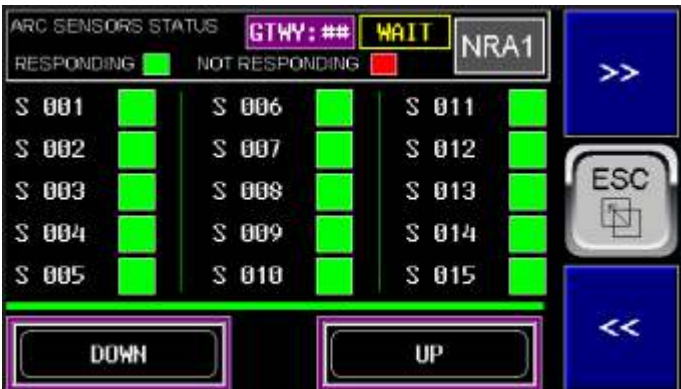 ARC SENSORS STATUS GTWY:## WAIT NRA1
RESPONDING NOT RESPONDING
>>
S 001 S 006 S 011
S 002 S 007 S 012
S 003 S 008 S 013
ESC
S 004 S 009 S 014
S 005 S 010 S 015
<<
DOWN UP